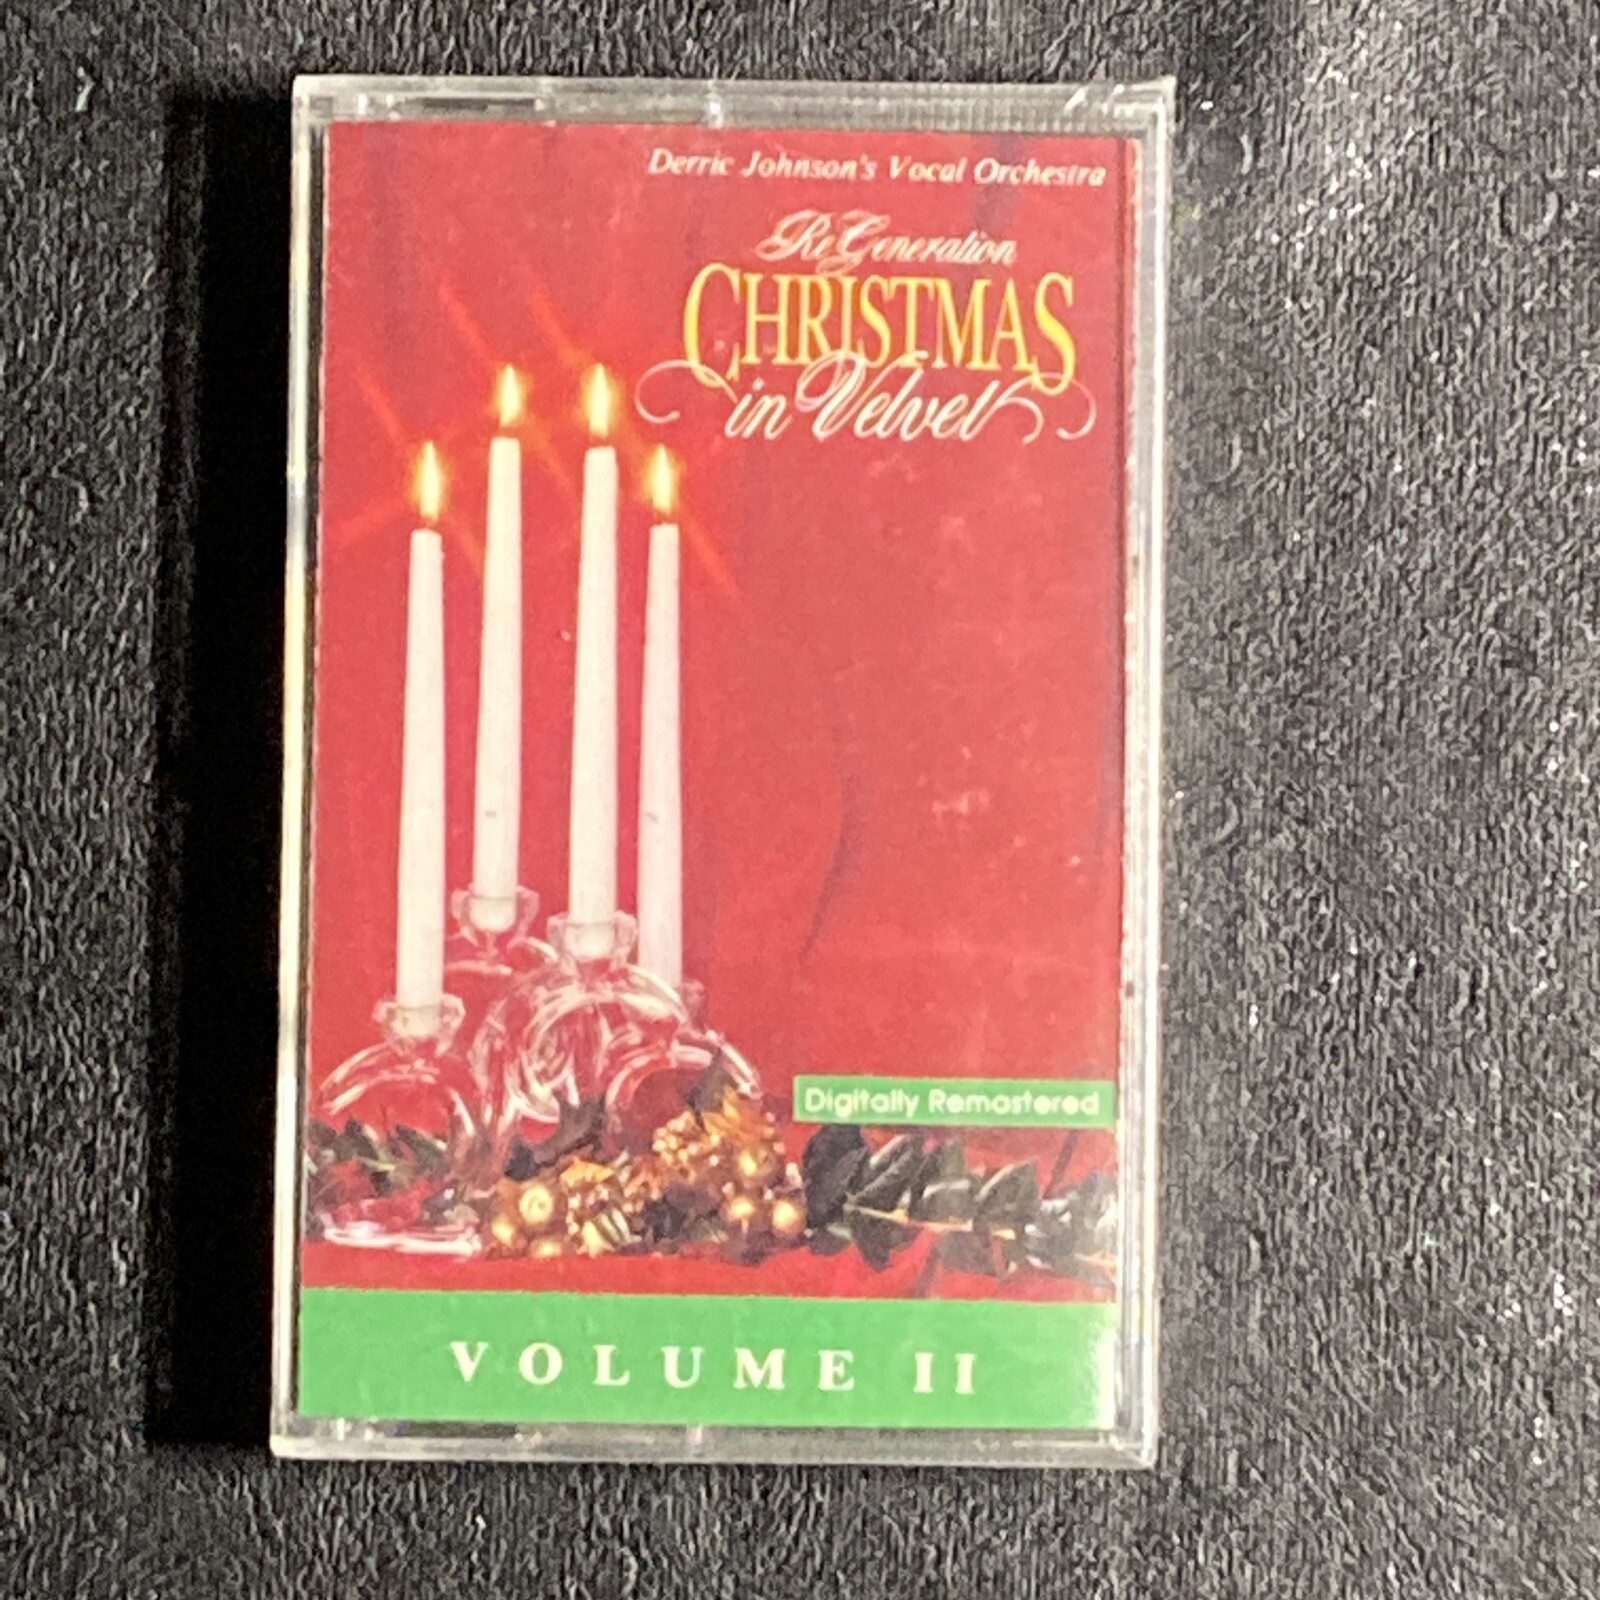 Derric Johnson's Vocal Orchestra
ReGeneration
CHRISTMAS
in Velvet
Digitally Remastered
VOLUME II